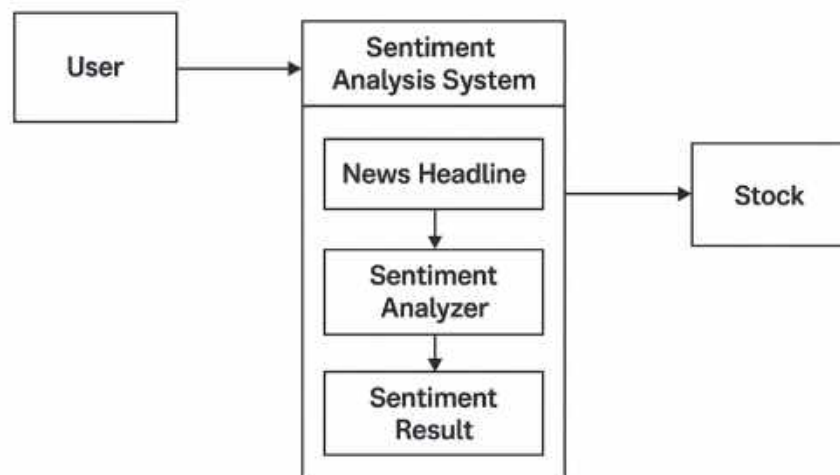 User
Sentiment
Analysis System
News Headline
Sentiment
Analyzer
Sentiment
Result
Stock